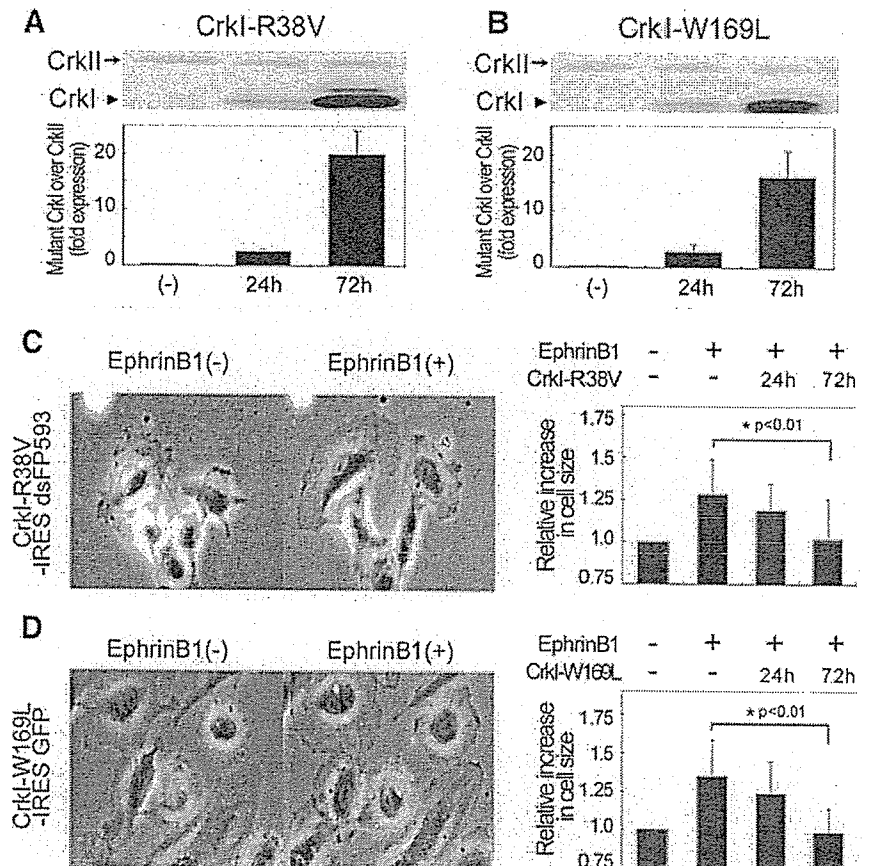 A
CrkI-R38V
CrkII→
CrkI ►
Mutant CrkI over CrkII
(fold expression)
20
10
0
(-) 24h 72h
B
CrkI-W169L
CrkII→
CrkI ►
Mutant CrkI over CrkII
(fold expression)
20
10
0
(-) 24h 72h
C
EphrinB1(-) EphrinB1(+)
CrkI-R38V
-IRES dsFP593
EphrinB1 - + + +
CrkI-R38V - - 24h 72h
Relative increase
in cell size
1.75
1.5
1.25
1.0
0.75
* p<0.01
D
EphrinB1(-) EphrinB1(+)
CrkI-W169L
-IRES GFP
EphrinB1 - + + +
CrkI-W169L - - 24h 72h
Relative increase
in cell size
1.75
1.5
1.25
1.0
0.75
* p<0.01